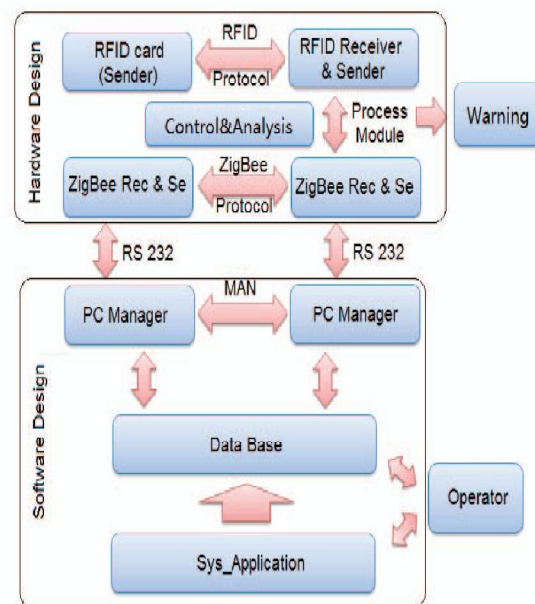 Hardware Design
RFID card
(Sender)
RFID
Protocol
RFID Receiver
& Sender
Control&Analysis
Process
Module
Warning
ZigBee Rec & Se
ZigBee
Protocol
ZigBee Rec & Se
RS 232
RS 232
Software Design
PC Manager
MAN
PC Manager
Data Base
Operator
Sys_Application